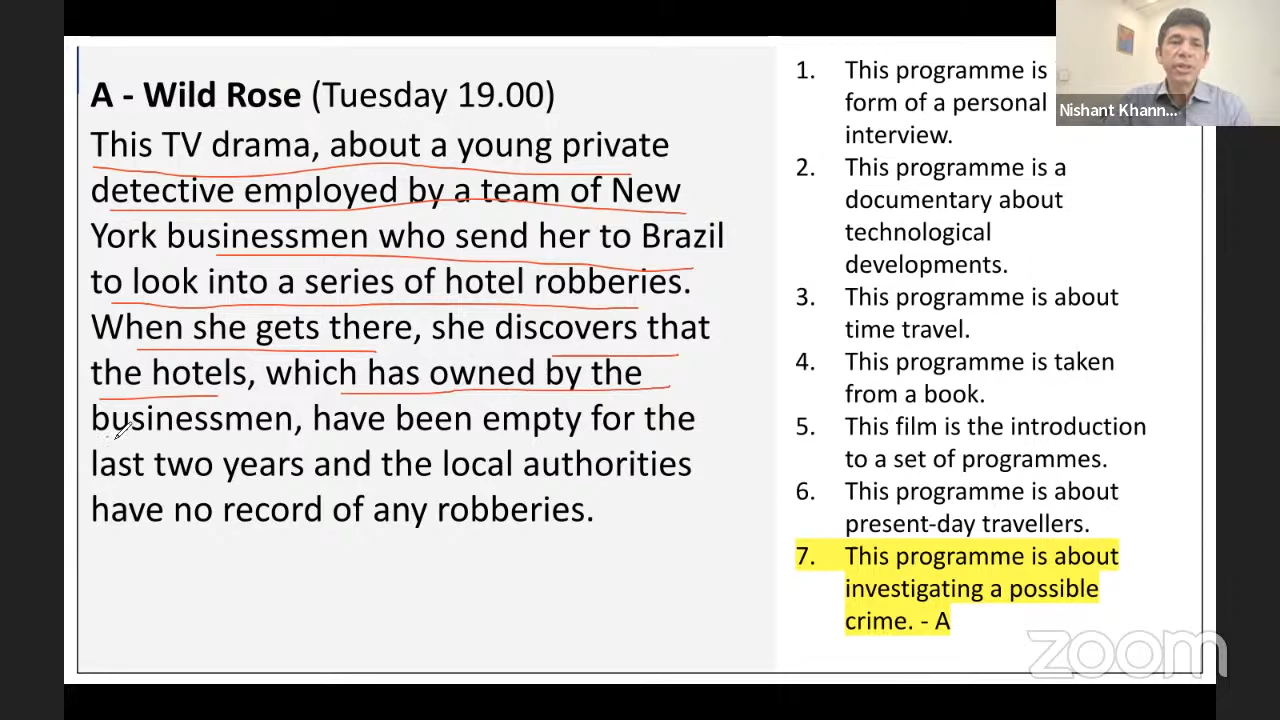 A - Wild Rose (Tuesday 19.00)
This TV drama, about a young private
detective employed by a team of New
York businessmen who send her to Brazil
to look into a series of hotel robberies.
When she gets there, she discovers that
the hotels, which has owned by the
businessmen, have been empty for the
last two years and the local authorities
have no record of any robberies.
1. This programme is
form of a personal
interview.
2. This programme is a
documentary about
technological
developments.
3. This programme is about
time travel.
4. This programme is taken
from a book.
5. This film is the introduction
to a set of programmes.
6. This programme is about
present-day travellers.
7. This programme is about
investigating a possible
crime. - A
Nishant Khann...
zoom